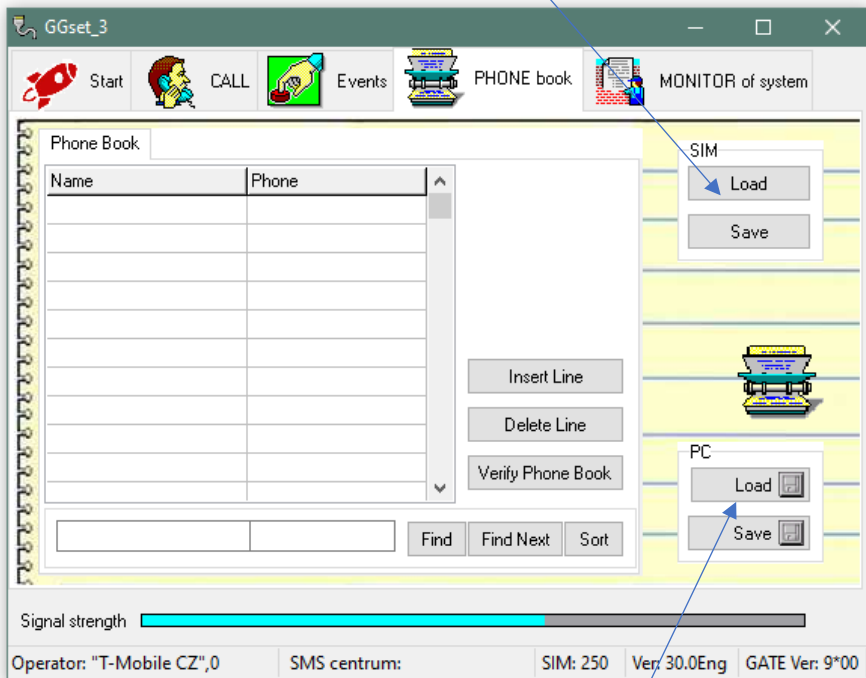 GGset_3
Start
CALL
Events
PHONE book
MONITOR of system
Phone Book
Name Phone
SIM
Load
Save
Insert Line
Delete Line
Verify Phone Book
Find
Find Next
Sort
PC
Load
Save
Signal strength
Operator: "T-Mobile CZ",0
SMS centrum:
SIM: 250
Ver: 30.0Eng
GATE Ver: 9*00